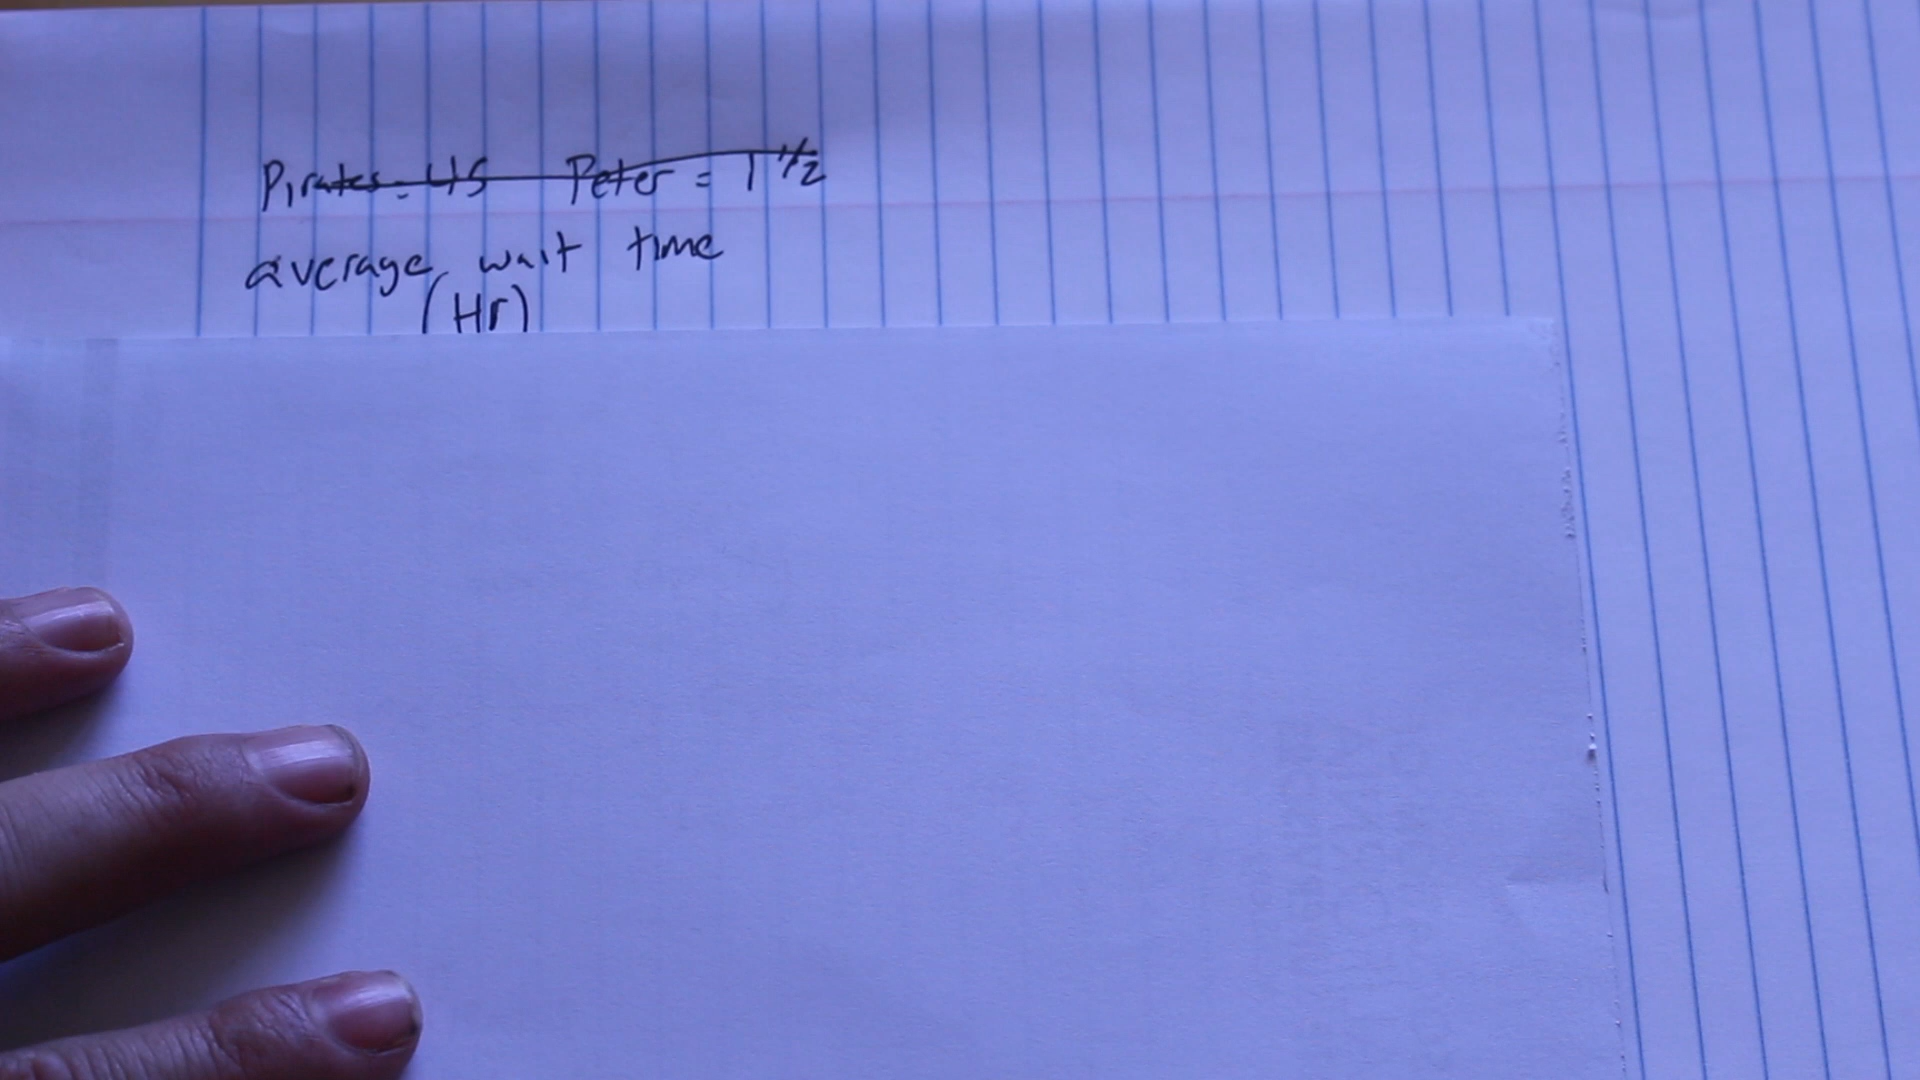 Pirates = 45 Peter = 1 1/2
average wait time
(Hr)